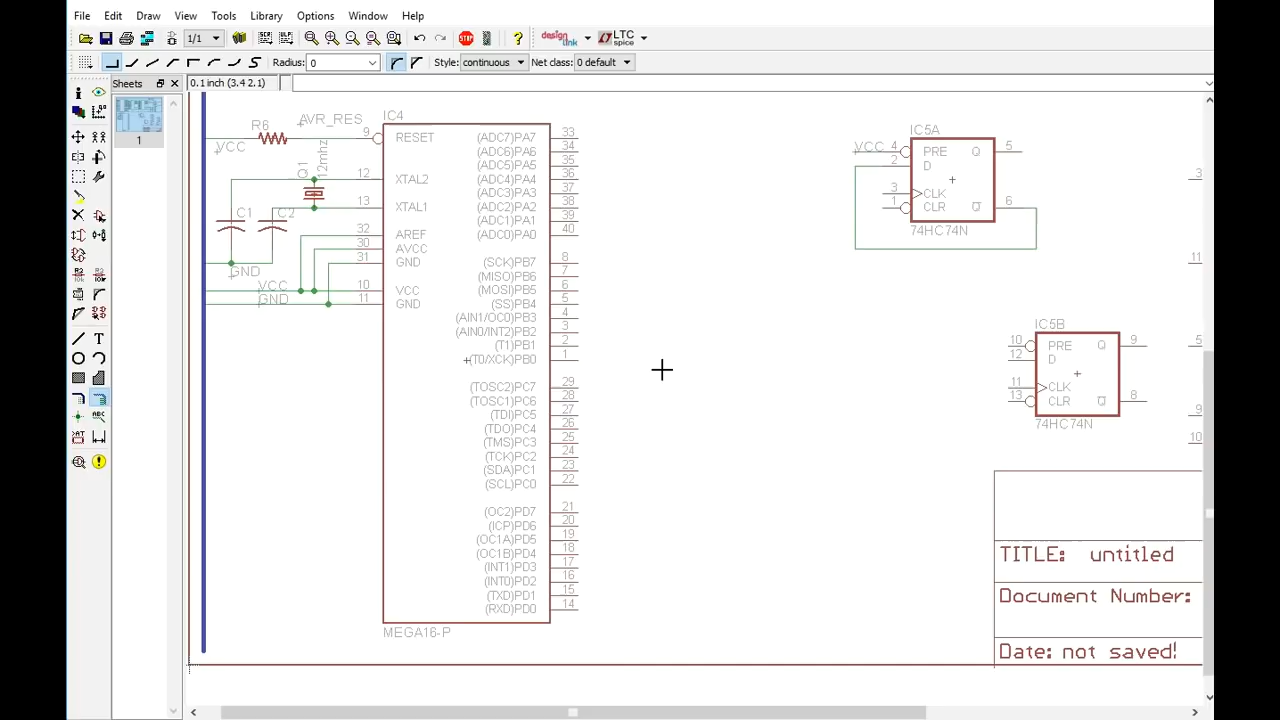 File Edit Draw View Tools Library Options Window Help
1/1 design link LTC spice
Radius: 0 Style: continuous Net class: 0 default
Sheets 0.1 inch (3.4 2.1)
1
IC4
R6 AVR_RES
VCC
9 RESET
Q1 12mhz
12 XTAL2
13 XTAL1
C1 C2
32 AREF
30 AVCC
31 GND
GND
VCC 10 VCC
GND 11 GND
(ADC7)PA7 33
(ADC6)PA6 34
(ADC5)PA5 35
(ADC4)PA4 36
(ADC3)PA3 37
(ADC2)PA2 38
(ADC1)PA1 39
(ADC0)PA0 40
(SCK)PB7 8
(MISO)PB6 7
(MOSI)PB5 6
(SS)PB4 5
(AIN1/OC0)PB3 4
(AIN0/INT2)PB2 3
(T1)PB1 2
(T0/XCK)PB0 1
(TOSC2)PC7 29
(TOSC1)PC6 28
(TDI)PC5 27
(TDO)PC4 26
(TMS)PC3 25
(TCK)PC2 24
(SDA)PC1 23
(SCL)PC0 22
(OC2)PD7 21
(ICP)PD6 20
(OC1A)PD5 19
(OC1B)PD4 18
(INT1)PD3 17
(INT0)PD2 16
(TXD)PD1 15
(RXD)PD0 14
MEGA16-P
IC5A
VCC 4 PRE Q 5
2 D
3 CLK
1 CLR Q 6
74HC74N
IC5B
10 PRE Q 9
12 D
11 CLK
13 CLR Q 8
74HC74N
3
11
5
9
10
TITLE: untitled
Document Number:
Date: not saved!